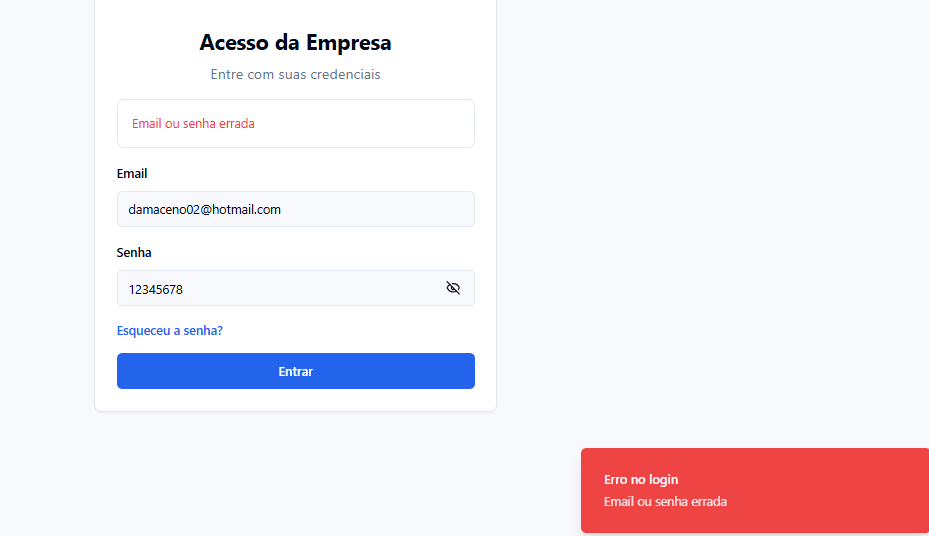 Acesso da Empresa
Entre com suas credenciais
Email ou senha errada
Email
damaceno02@hotmail.com
Senha
12345678
Esqueceu a senha?
Entrar
Erro no login
Email ou senha errada